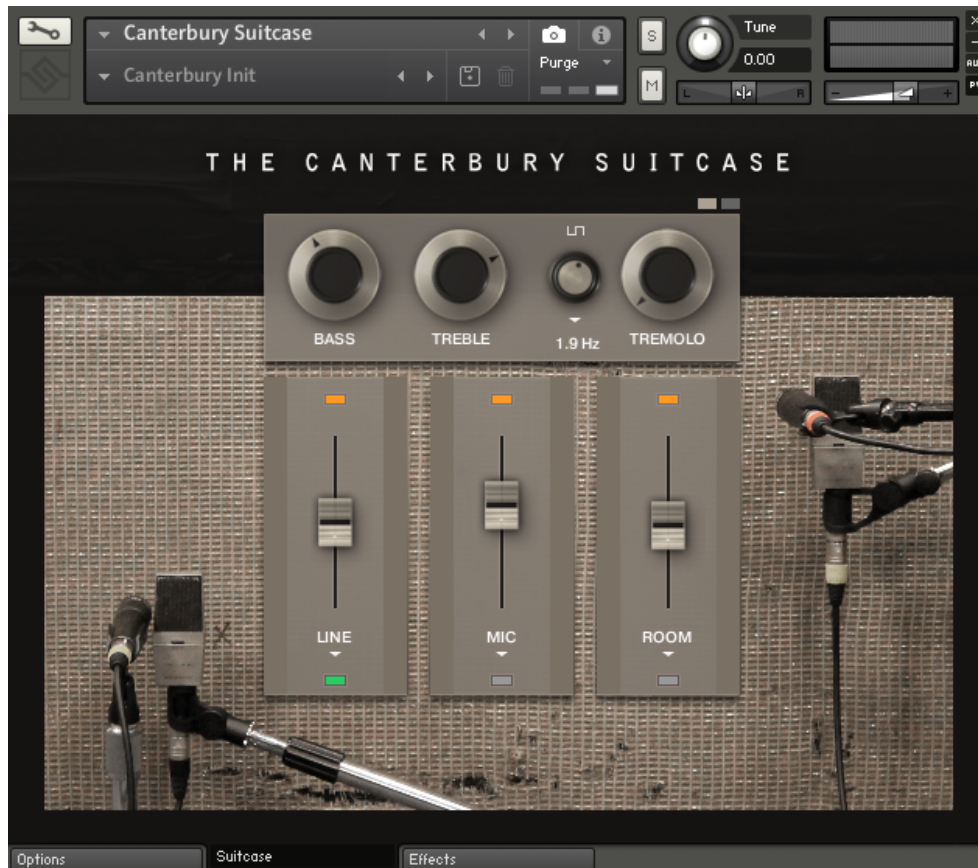 Canterbury Suitcase
S
Tune
Canterbury Init
Purge
0.00
M
L R
- +
THE CANTERBURY SUITCASE
BASS
TREBLE
1.9 Hz
TREMOLO
LINE
MIC
ROOM
Options
Suitcase
Effects